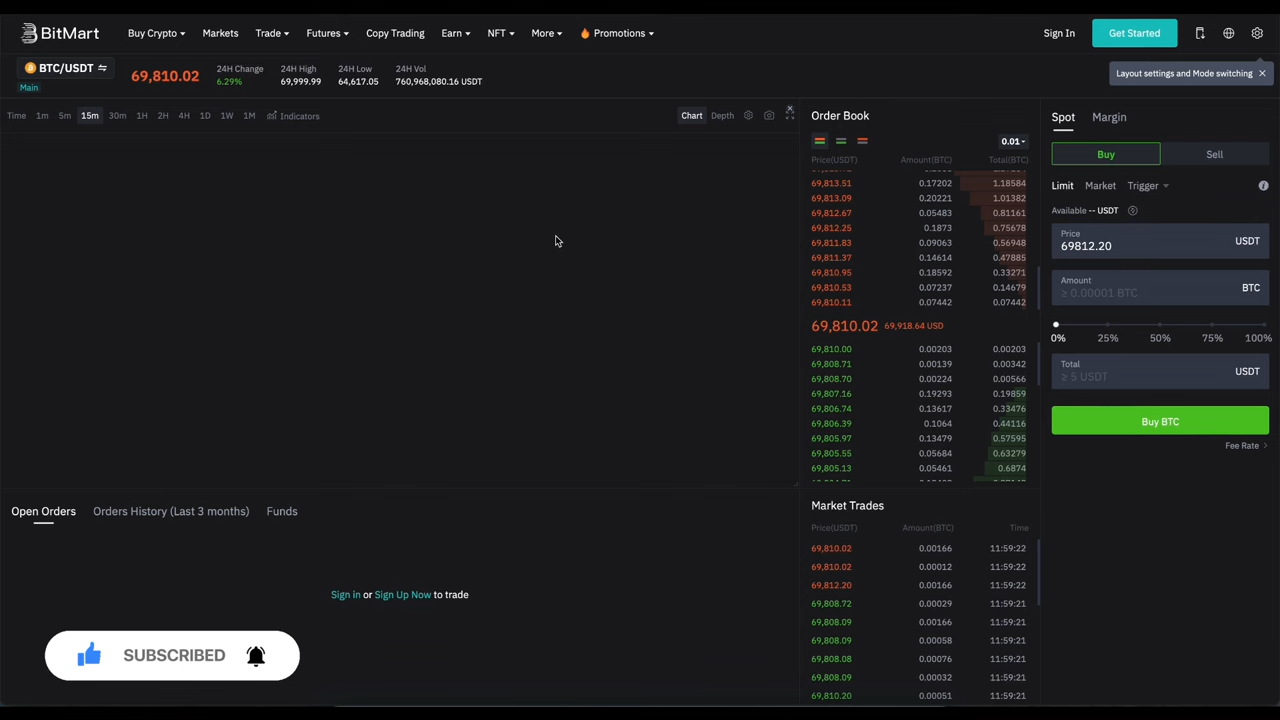 BitMart Buy Crypto Markets Trade Futures Copy Trading Earn NFT More Promotions Sign In Get Started
BTC/USDT 69,810.02 24H Change 24H High 24H Low 24H Vol
Main 6.29% 69,999.99 64,617.05 760,968,080.16 USDT
Layout settings and Mode switching
Time 1m 5m 15m 30m 1H 2H 4H 1D 1W 1M Indicators Chart Depth
Order Book
0.01
Price(USDT) Amount(BTC) Total(BTC)
69,813.51 0.17202 1.18584
69,813.09 0.20221 1.01382
69,812.67 0.05483 0.81161
69,812.25 0.1873 0.75678
69,811.83 0.09063 0.56948
69,811.37 0.14614 0.47885
69,810.95 0.18592 0.33271
69,810.53 0.07237 0.14679
69,810.11 0.07442 0.07442
69,810.02 69,918.64 USD
69,810.00 0.00203 0.00203
69,808.71 0.00139 0.00342
69,808.70 0.00224 0.00566
69,807.16 0.19293 0.19859
69,806.74 0.13617 0.33476
69,806.39 0.1064 0.44116
69,805.97 0.13479 0.57595
69,805.55 0.05684 0.63279
69,805.13 0.05461 0.6874
Spot Margin
Buy Sell
Limit Market Trigger
Available -- USDT
Price
69812.20 USDT
Amount
≥ 0.00001 BTC BTC
0% 25% 50% 75% 100%
Total
≥ 5 USDT USDT
Buy BTC
Fee Rate
Open Orders Orders History (Last 3 months) Funds
Sign in or Sign Up Now to trade
Market Trades
Price(USDT) Amount(BTC) Time
69,810.02 0.00166 11:59:22
69,810.02 0.00012 11:59:22
69,812.20 0.00166 11:59:22
69,808.72 0.00029 11:59:21
69,808.09 0.00166 11:59:21
69,808.09 0.00058 11:59:21
69,808.08 0.00076 11:59:21
69,808.09 0.00032 11:59:21
69,810.20 0.00051 11:59:21
SUBSCRIBED